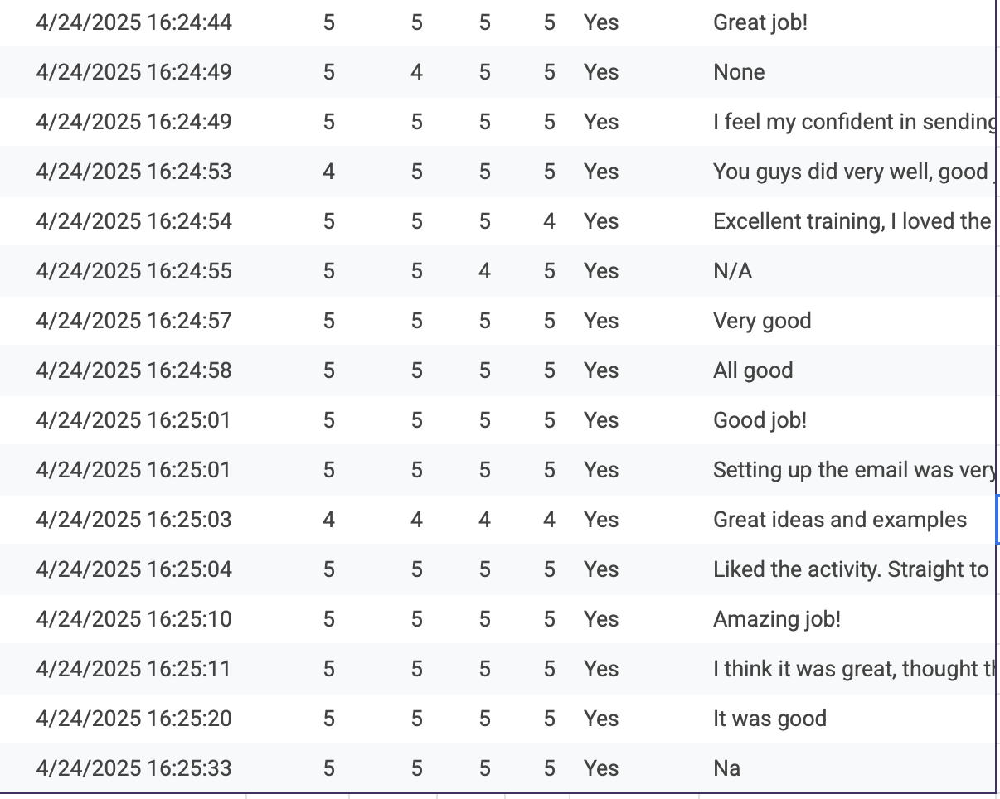 4/24/2025 16:24:44 5 5 5 5 Yes Great job!
4/24/2025 16:24:49 5 4 5 5 Yes None
4/24/2025 16:24:49 5 5 5 5 Yes I feel my confident in sending
4/24/2025 16:24:53 4 5 5 5 Yes You guys did very well, good
4/24/2025 16:24:54 5 5 5 4 Yes Excellent training, I loved the
4/24/2025 16:24:55 5 5 4 5 Yes N/A
4/24/2025 16:24:57 5 5 5 5 Yes Very good
4/24/2025 16:24:58 5 5 5 5 Yes All good
4/24/2025 16:25:01 5 5 5 5 Yes Good job!
4/24/2025 16:25:01 5 5 5 5 Yes Setting up the email was very
4/24/2025 16:25:03 4 4 4 4 Yes Great ideas and examples
4/24/2025 16:25:04 5 5 5 5 Yes Liked the activity. Straight to
4/24/2025 16:25:10 5 5 5 5 Yes Amazing job!
4/24/2025 16:25:11 5 5 5 5 Yes I think it was great, thought
4/24/2025 16:25:20 5 5 5 5 Yes It was good
4/24/2025 16:25:33 5 5 5 5 Yes Na